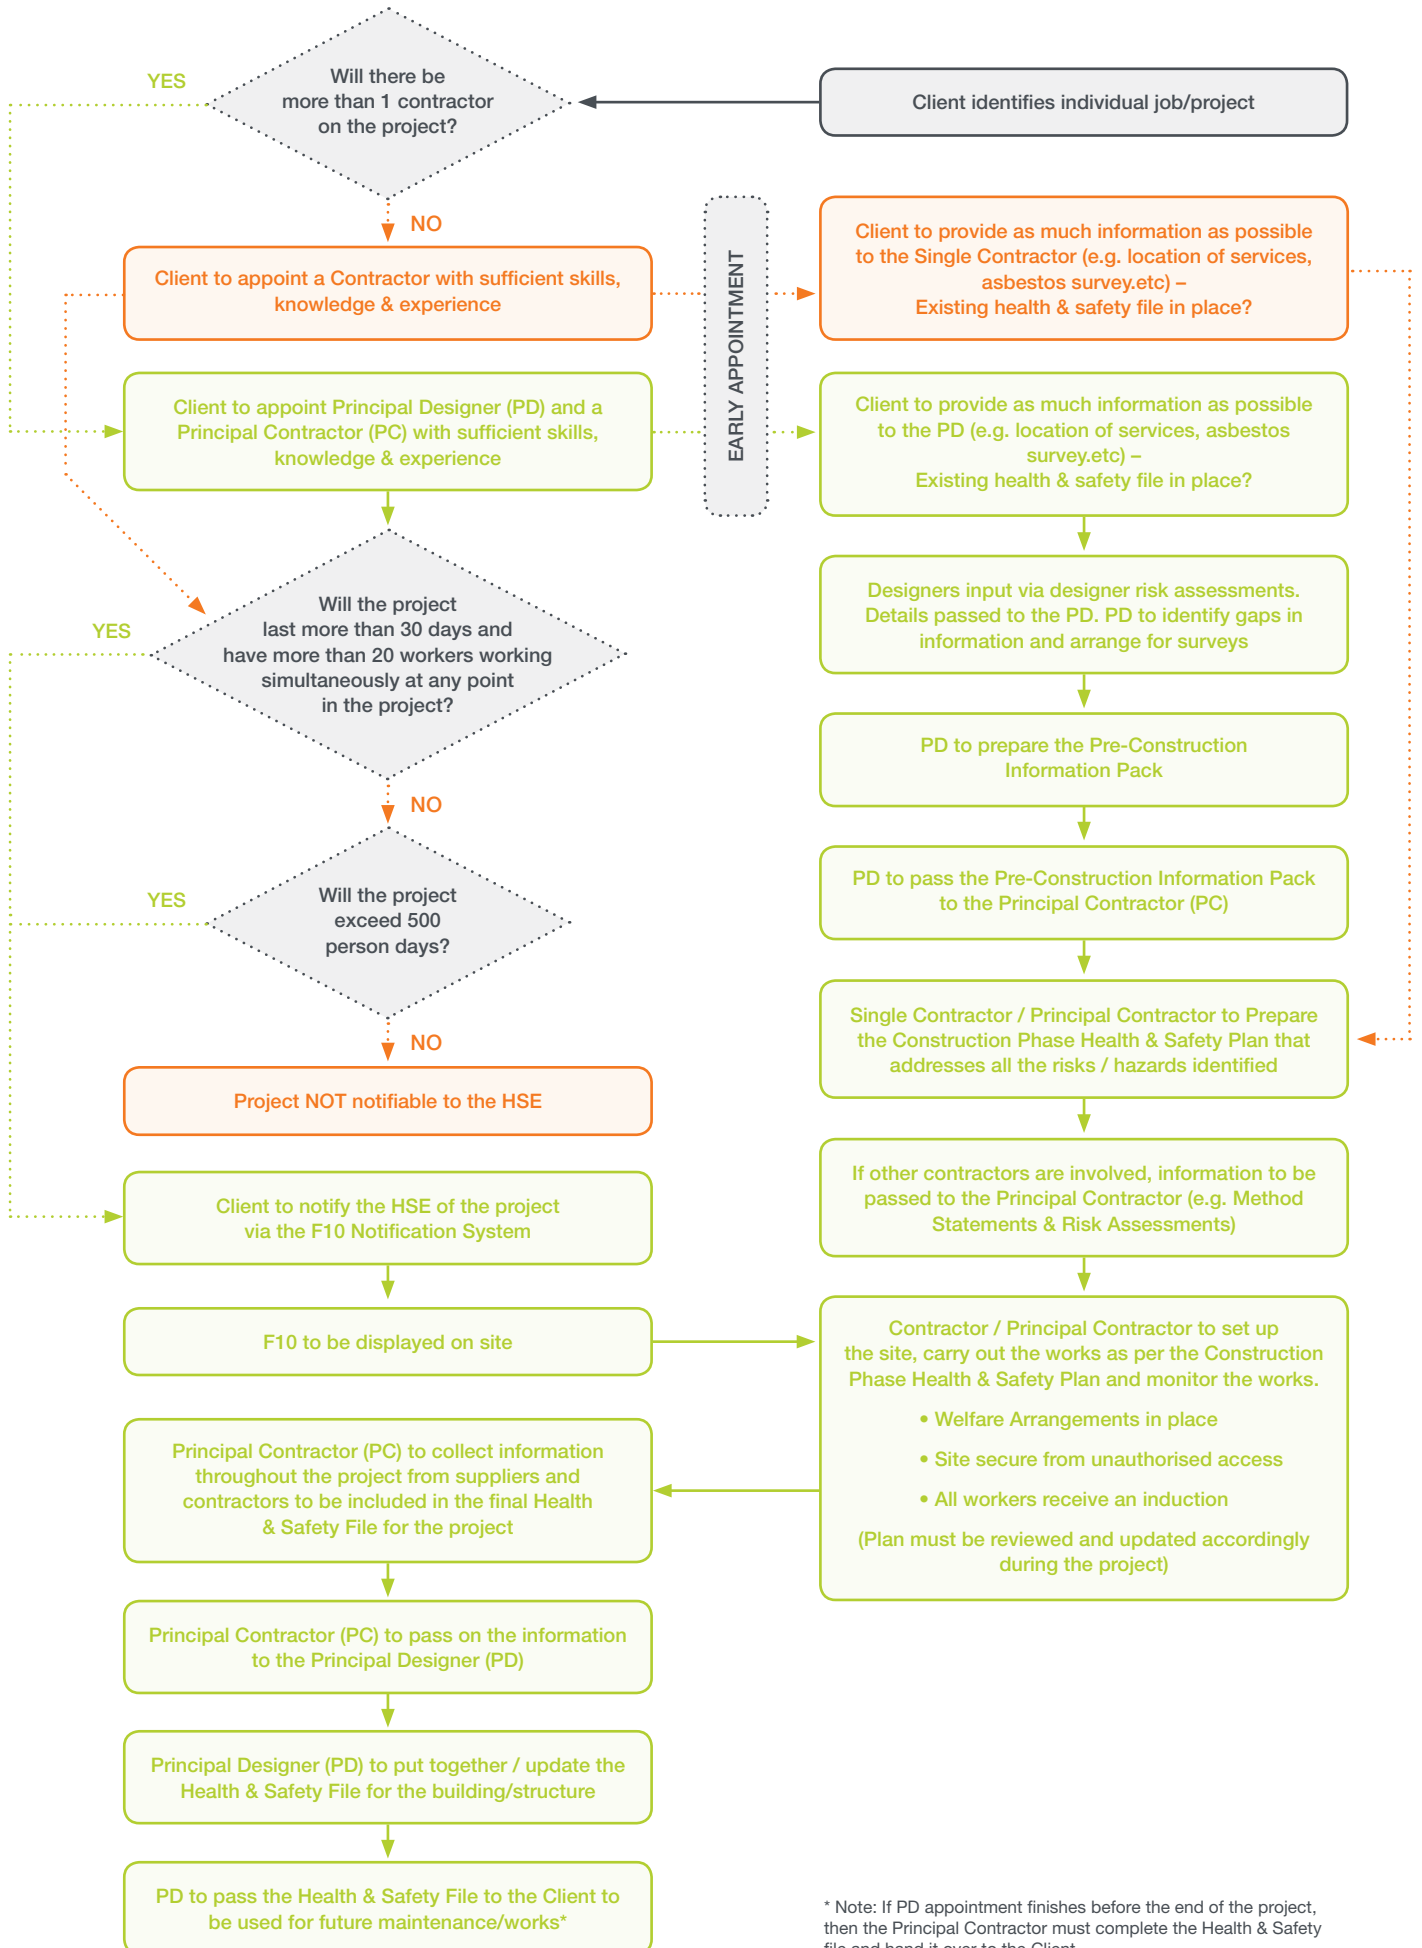 Client identifies individual job/project
Will there be
more than 1 contractor
on the project?
YES
NO
Client to appoint a Contractor with sufficient skills,
knowledge & experience
EARLY APPOINTMENT
Client to provide as much information as possible
to the Single Contractor (e.g. location of services,
asbestos survey.etc) –
Existing health & safety file in place?
Client to appoint Principal Designer (PD) and a
Principal Contractor (PC) with sufficient skills,
knowledge & experience
Client to provide as much information as possible
to the PD (e.g. location of services, asbestos
survey.etc) –
Existing health & safety file in place?
Will the project
last more than 30 days and
have more than 20 workers working
simultaneously at any point
in the project?
YES
NO
Will the project
exceed 500
person days?
YES
NO
Project NOT notifiable to the HSE
Client to notify the HSE of the project
via the F10 Notification System
F10 to be displayed on site
Designers input via designer risk assessments.
Details passed to the PD. PD to identify gaps in
information and arrange for surveys
PD to prepare the Pre-Construction
Information Pack
PD to pass the Pre-Construction Information Pack
to the Principal Contractor (PC)
Single Contractor / Principal Contractor to Prepare
the Construction Phase Health & Safety Plan that
addresses all the risks / hazards identified
If other contractors are involved, information to be
passed to the Principal Contractor (e.g. Method
Statements & Risk Assessments)
Contractor / Principal Contractor to set up
the site, carry out the works as per the Construction
Phase Health & Safety Plan and monitor the works.
• Welfare Arrangements in place
• Site secure from unauthorised access
• All workers receive an induction
(Plan must be reviewed and updated accordingly
during the project)
Principal Contractor (PC) to collect information
throughout the project from suppliers and
contractors to be included in the final Health
& Safety File for the project
Principal Contractor (PC) to pass on the information
to the Principal Designer (PD)
Principal Designer (PD) to put together / update the
Health & Safety File for the building/structure
PD to pass the Health & Safety File to the Client to
be used for future maintenance/works*
* Note: If PD appointment finishes before the end of the project,
then the Principal Contractor must complete the Health & Safety
file and hand it over to the Client